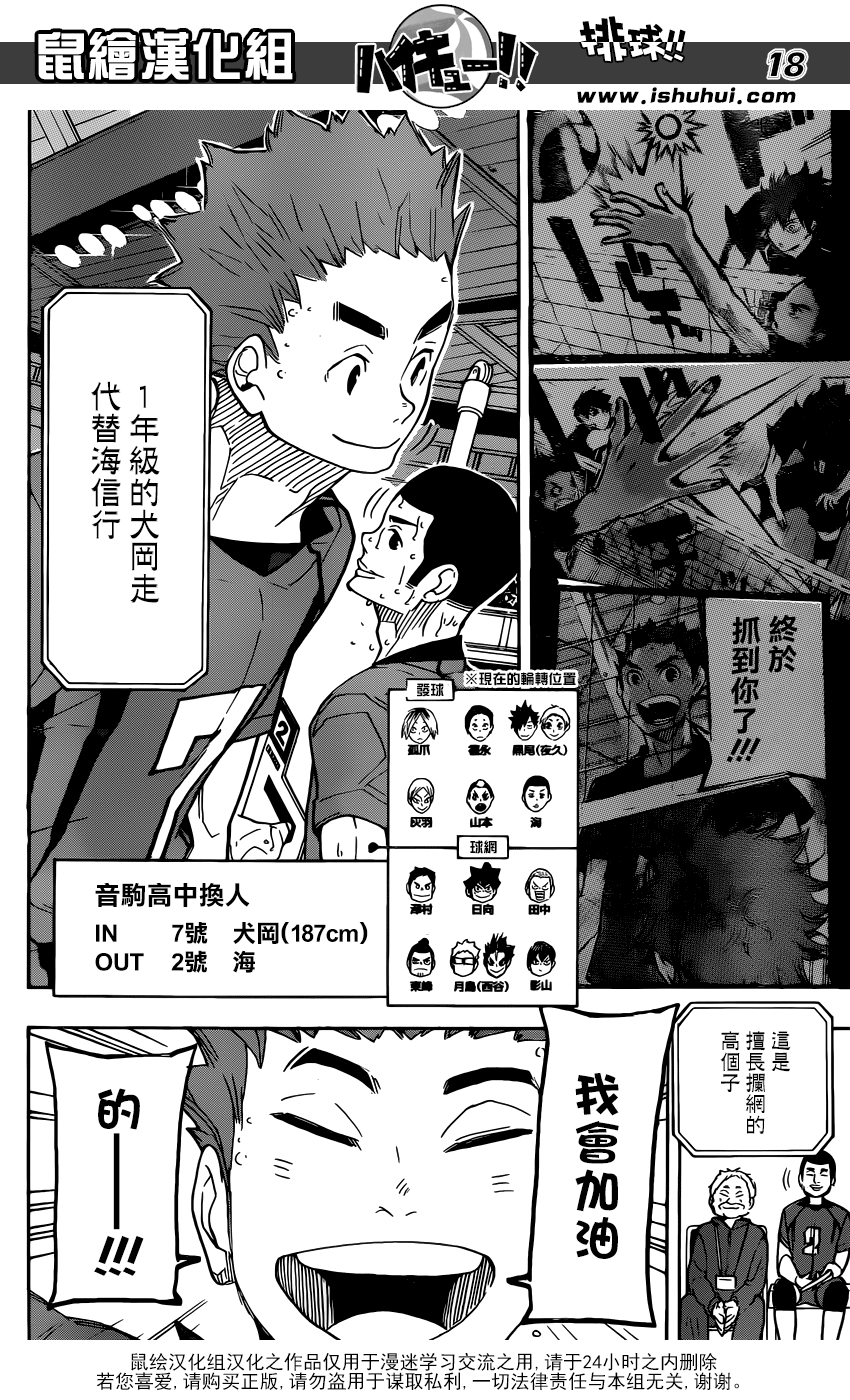 鼠繪漢化組
ハイキュー!!
排球!!
18
www.ishuhui.com
終於
抓到你了!!!
1年級的犬岡走
代替海信行
2
※現在的輪轉位置
發球
孤爪
福永
黑尾(夜久)
灰羽
山本
海
球網
澤村
日向
田中
東峰
月島(西谷)
影山
音駒高中換人
IN 7號 犬岡(187cm)
OUT 2號 海
這是
擅長攔網的
高個子
2
我會加油
的——!!!
鼠绘汉化组汉化之作品仅用于漫迷学习交流之用, 请于24小时之内删除
若您喜爱, 请购买正版, 请勿盗用于谋取私利, 一切法律责任与本组无关, 谢谢。